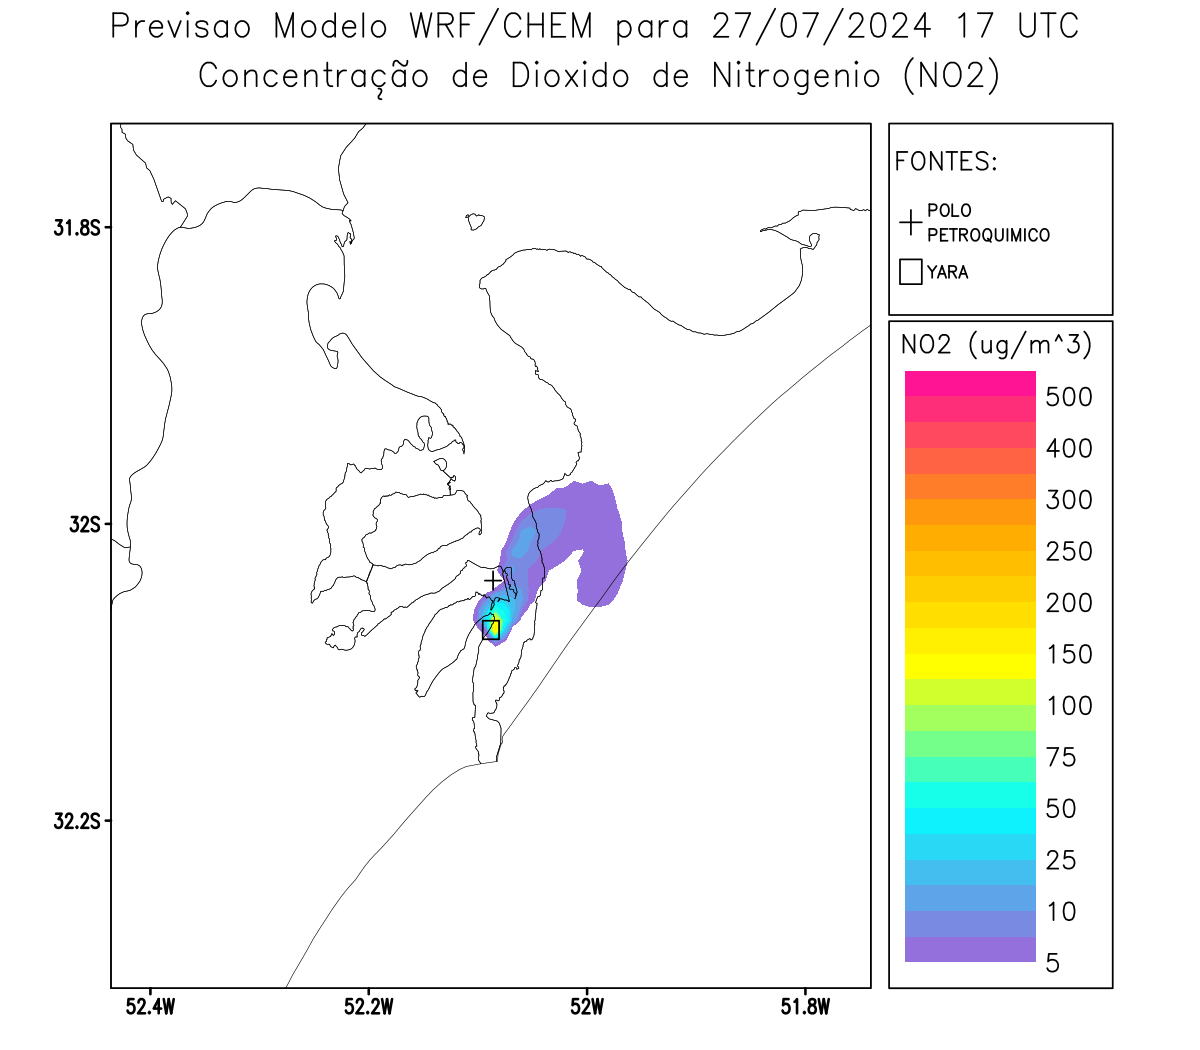 Previsao Modelo WRF/CHEM para 27/07/2024 17 UTC
Concentração de Dioxido de Nitrogenio (NO2)
FONTES:
POLO
PETROQUIMICO
YARA
NO2 (ug/m^3)
500
400
300
250
200
150
100
75
50
25
10
5
31.8S
32S
32.2S
52.4W
52.2W
52W
51.8W